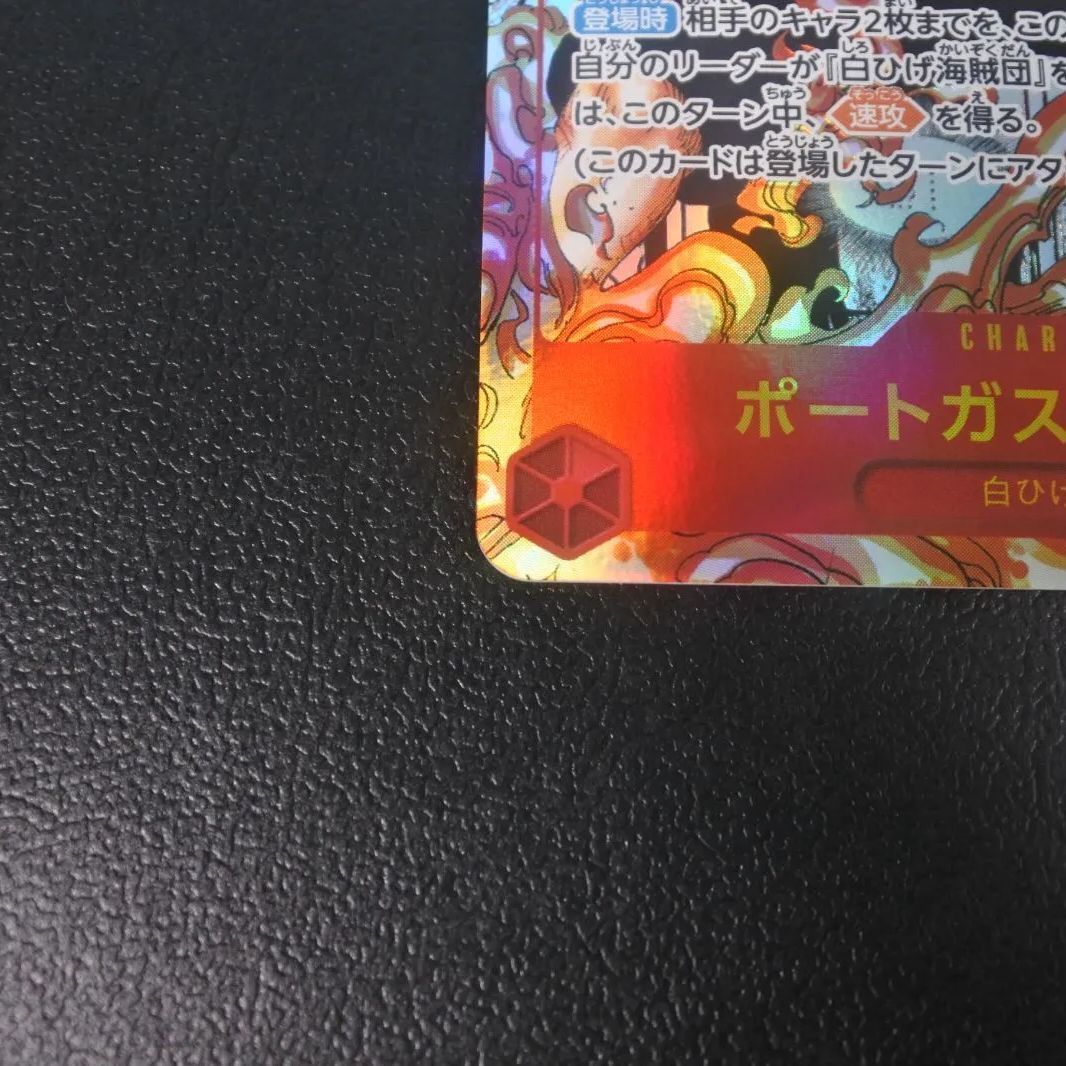 登場時 相手のキャラ2枚までを、この
自分のリーダーが『白ひげ海賊団』を
は、このターン中、速攻 を得る。
(このカードは登場したターンにアタ
CHAR
ポートガス
白ひげ